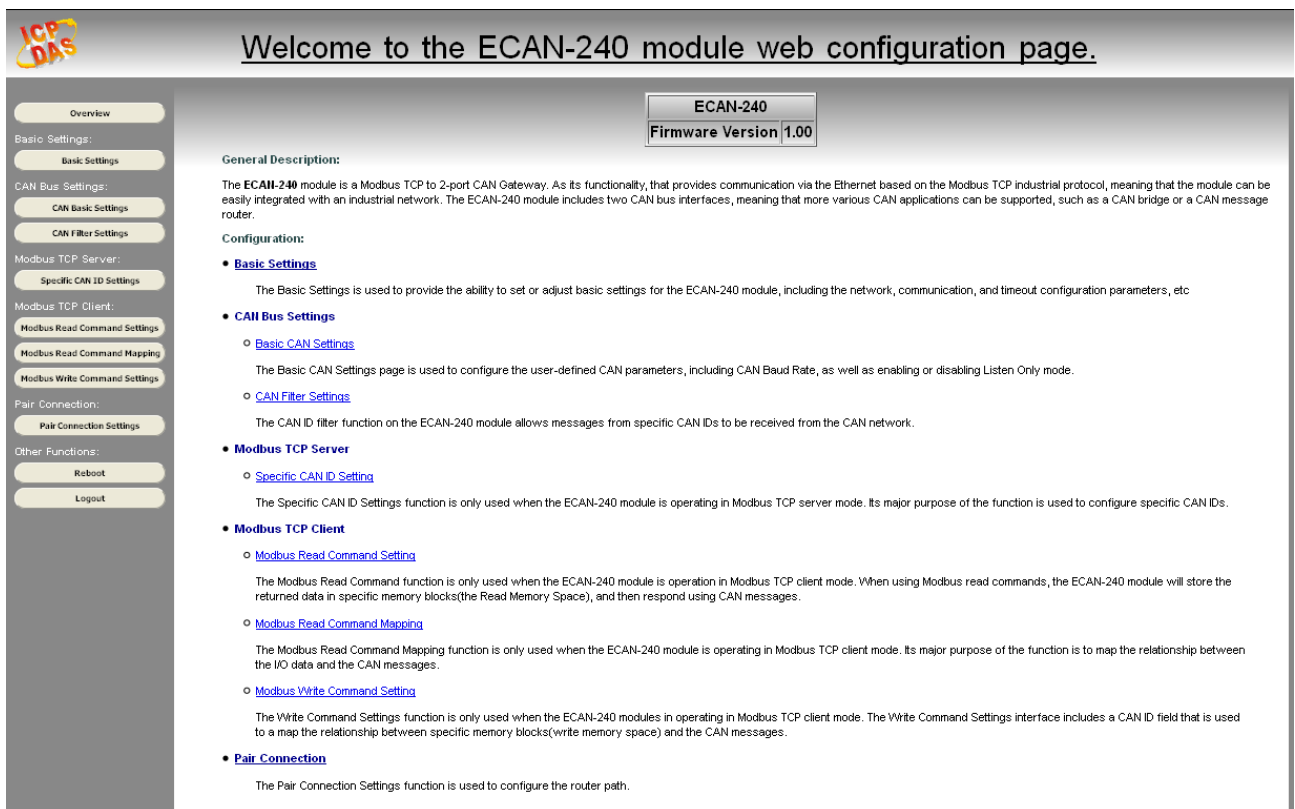 ICP
DAS
Welcome to the ECAN-240 module web configuration page.
Overview
Basic Settings:
Basic Settings
CAN Bus Settings:
CAN Basic Settings
CAN Filter Settings
Modbus TCP Server:
Specific CAN ID Settings
Modbus TCP Client:
Modbus Read Command Settings
Modbus Read Command Mapping
Modbus Write Command Settings
Pair Connection:
Pair Connection Settings
Other Functions:
Reboot
Logout
ECAN-240
Firmware Version 1.00
General Description:
The ECAN-240 module is a Modbus TCP to 2-port CAN Gateway. As its functionality, that provides communication via the Ethernet based on the Modbus TCP industrial protocol, meaning that the module can be
easily integrated with an industrial network. The ECAN-240 module includes two CAN bus interfaces, meaning that more various CAN applications can be supported, such as a CAN bridge or a CAN message
router.
Configuration:
• Basic Settings
The Basic Settings is used to provide the ability to set or adjust basic settings for the ECAN-240 module, including the network, communication, and timeout configuration parameters, etc
• CAN Bus Settings
o Basic CAN Settings
The Basic CAN Settings page is used to configure the user-defined CAN parameters, including CAN Baud Rate, as well as enabling or disabling Listen Only mode.
o CAN Filter Settings
The CAN ID filter function on the ECAN-240 module allows messages from specific CAN IDs to be received from the CAN network.
• Modbus TCP Server
o Specific CAN ID Setting
The Specific CAN ID Settings function is only used when the ECAN-240 module is operating in Modbus TCP server mode. Its major purpose of the function is used to configure specific CAN IDs.
• Modbus TCP Client
o Modbus Read Command Setting
The Modbus Read Command function is only used when the ECAN-240 module is operation in Modbus TCP client mode. When using Modbus read commands, the ECAN-240 module will store the
returned data in specific memory blocks(the Read Memory Space), and then respond using CAN messages.
o Modbus Read Command Mapping
The Modbus Read Command Mapping function is only used when the ECAN-240 module is operating in Modbus TCP client mode. Its major purpose of the function is to map the relationship between
the I/O data and the CAN messages.
o Modbus Write Command Setting
The Write Command Settings function is only used when the ECAN-240 modules in operating in Modbus TCP client mode. The Write Command Settings interface includes a CAN ID field that is used
to a map the relationship between specific memory blocks(write memory space) and the CAN messages.
• Pair Connection
The Pair Connection Settings function is used to configure the router path.